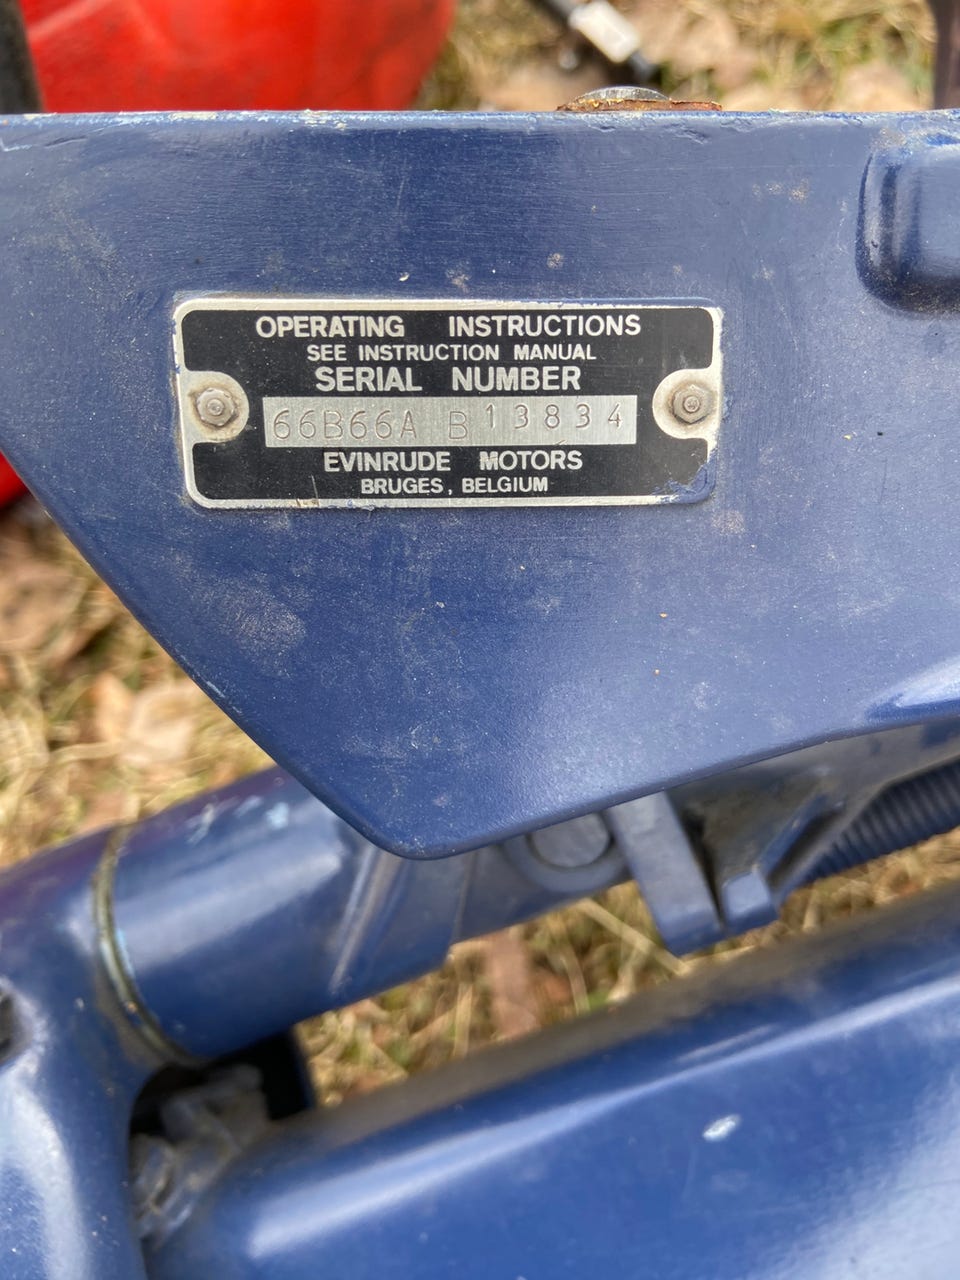 OPERATING INSTRUCTIONS
SEE INSTRUCTION MANUAL
SERIAL NUMBER
66B66A B13834
EVINRUDE MOTORS
BRUGES, BELGIUM